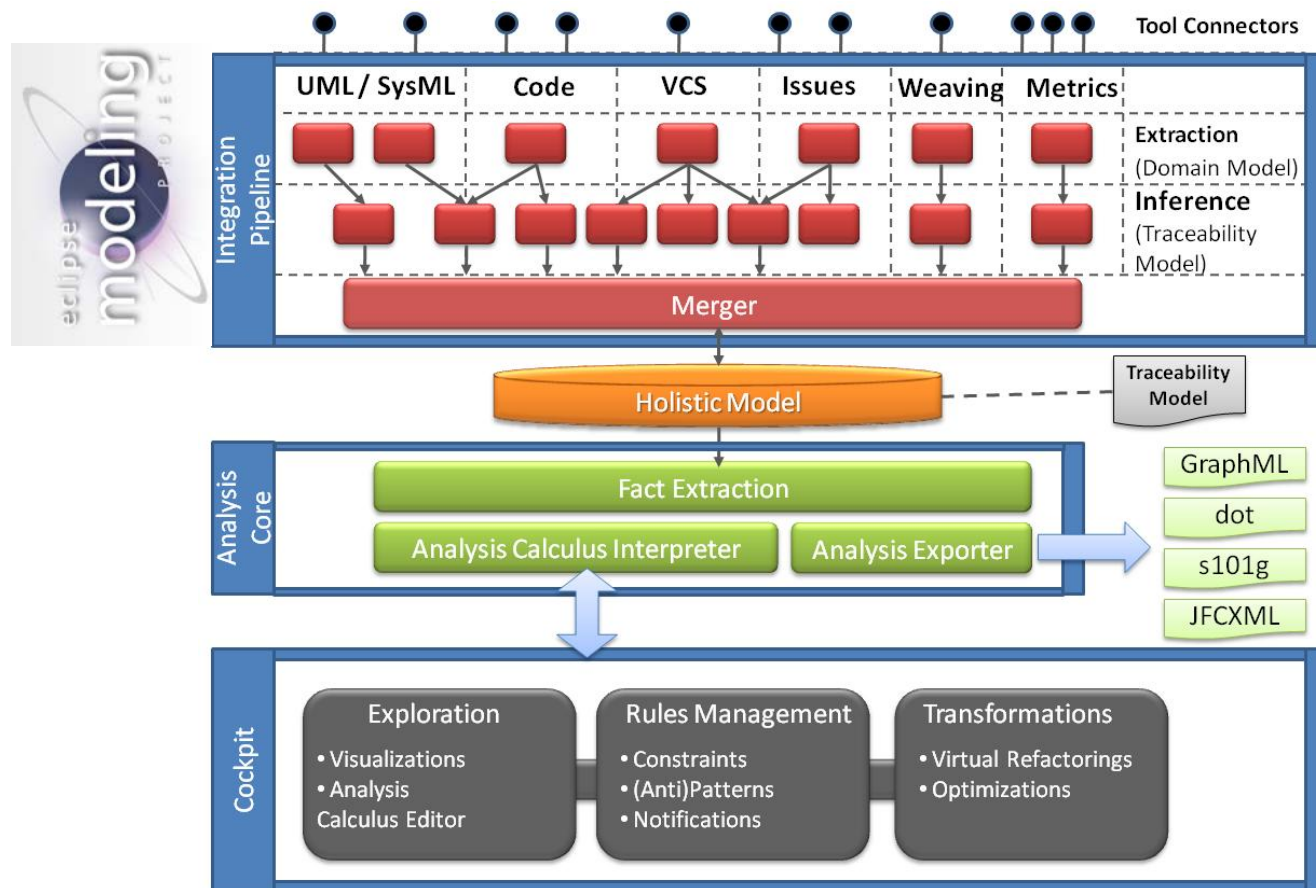 Tool Connectors
eclipse
modeling
PROJECT
Integration
Pipeline
UML / SysML
Code
VCS
Issues
Weaving
Metrics
Extraction
(Domain Model)
Inference
(Traceability
Model)
Merger
Holistic Model
Traceability
Model
Analysis
Core
Fact Extraction
Analysis Calculus Interpreter
Analysis Exporter
GraphML
dot
s101g
JFCXML
Cockpit
Exploration
• Visualizations
• Analysis
Calculus Editor
Rules Management
• Constraints
• (Anti)Patterns
• Notifications
Transformations
• Virtual Refactorings
• Optimizations